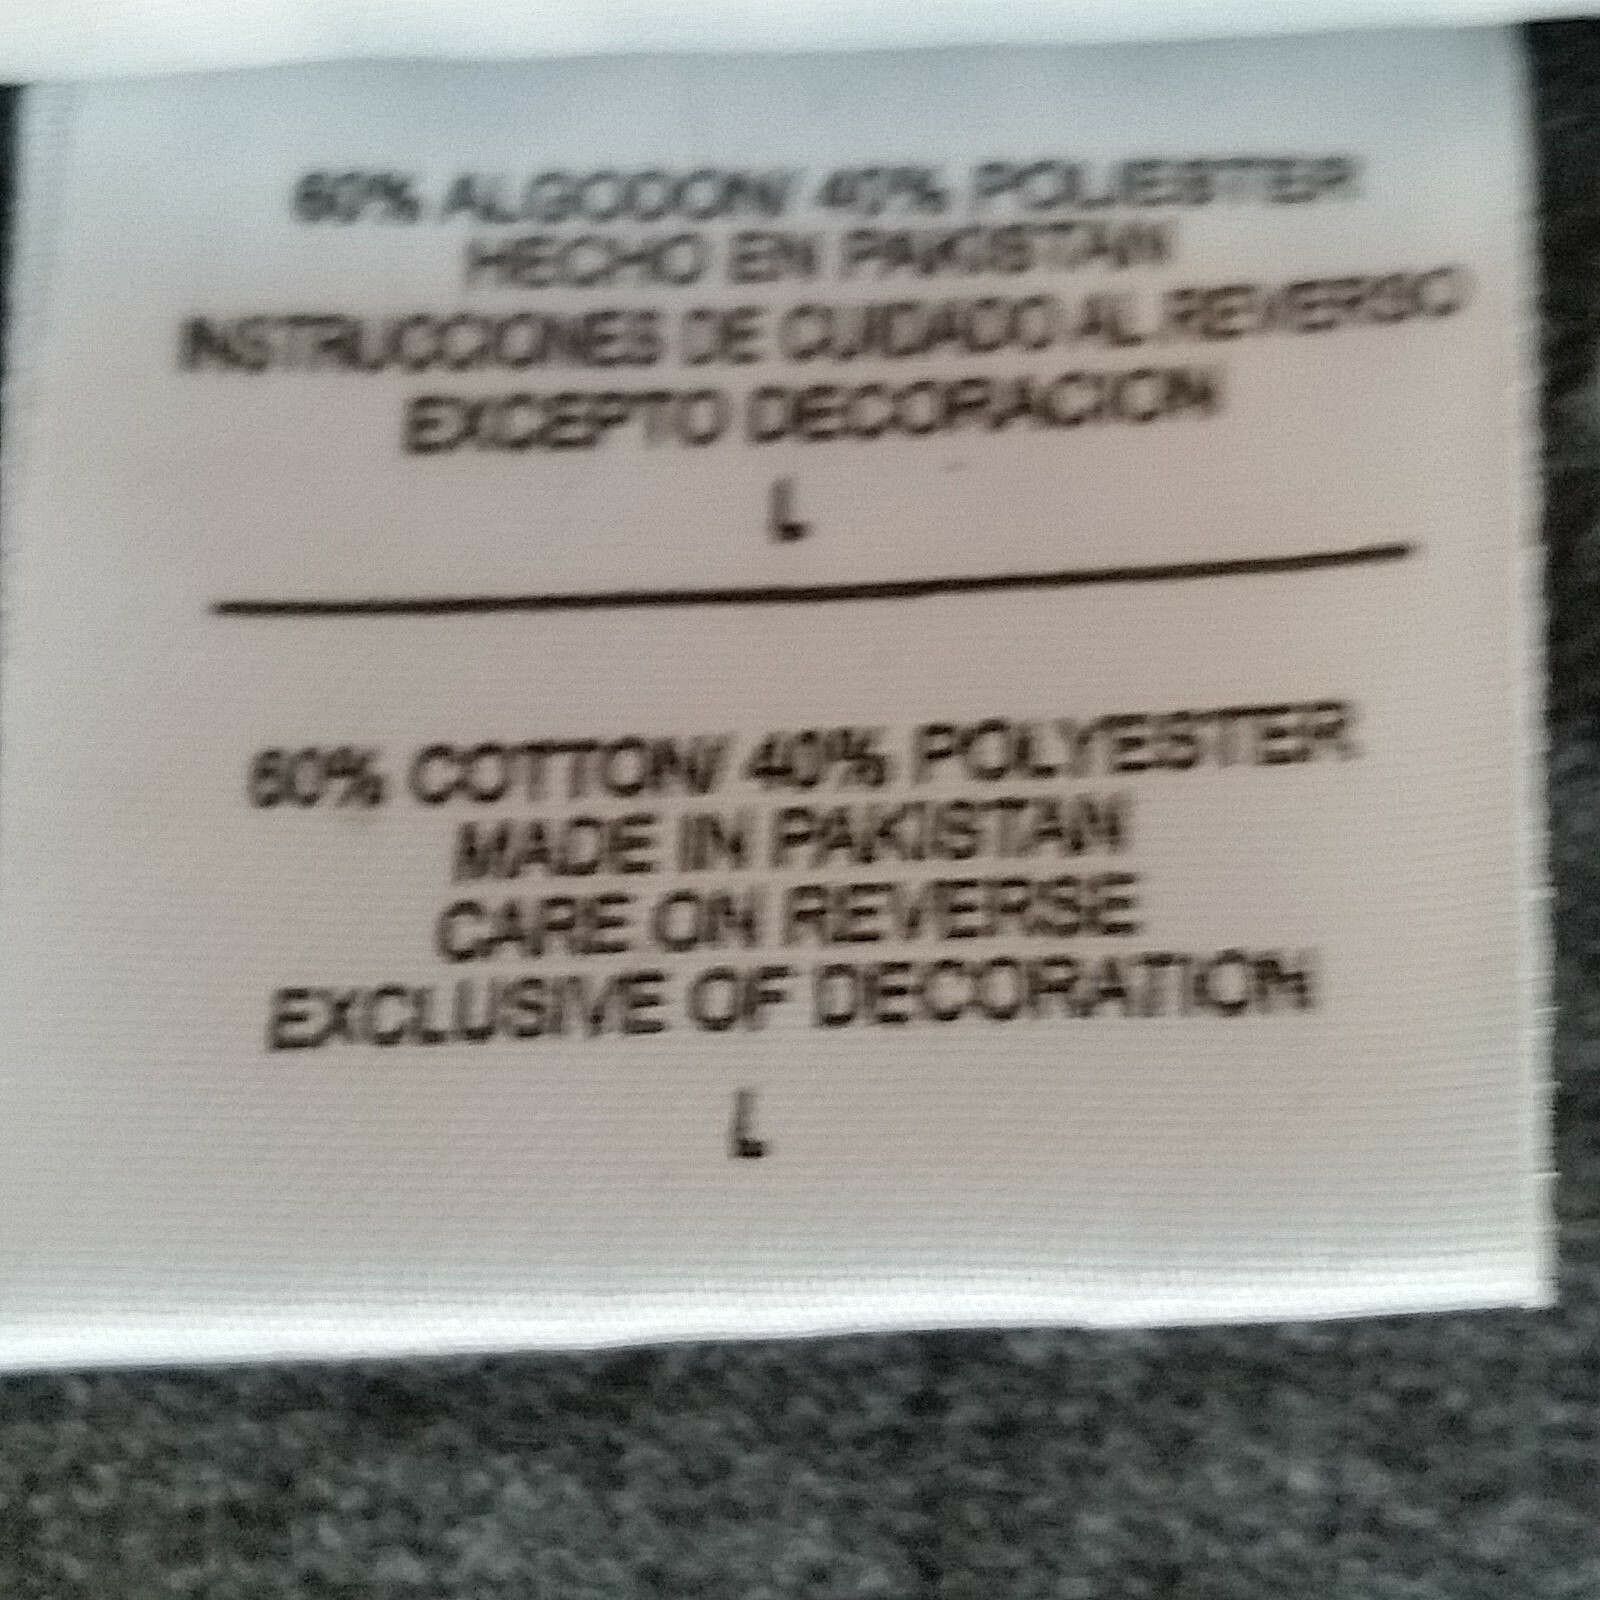 60% ALGODON/ 40% POLIESTER
HECHO EN PAKISTAN
INSTRUCCIONES DE CUIDADO AL REVERSO
EXCEPTO DECORACION
L
60% COTTON/ 40% POLYESTER
MADE IN PAKISTAN
CARE ON REVERSE
EXCLUSIVE OF DECORATION
L